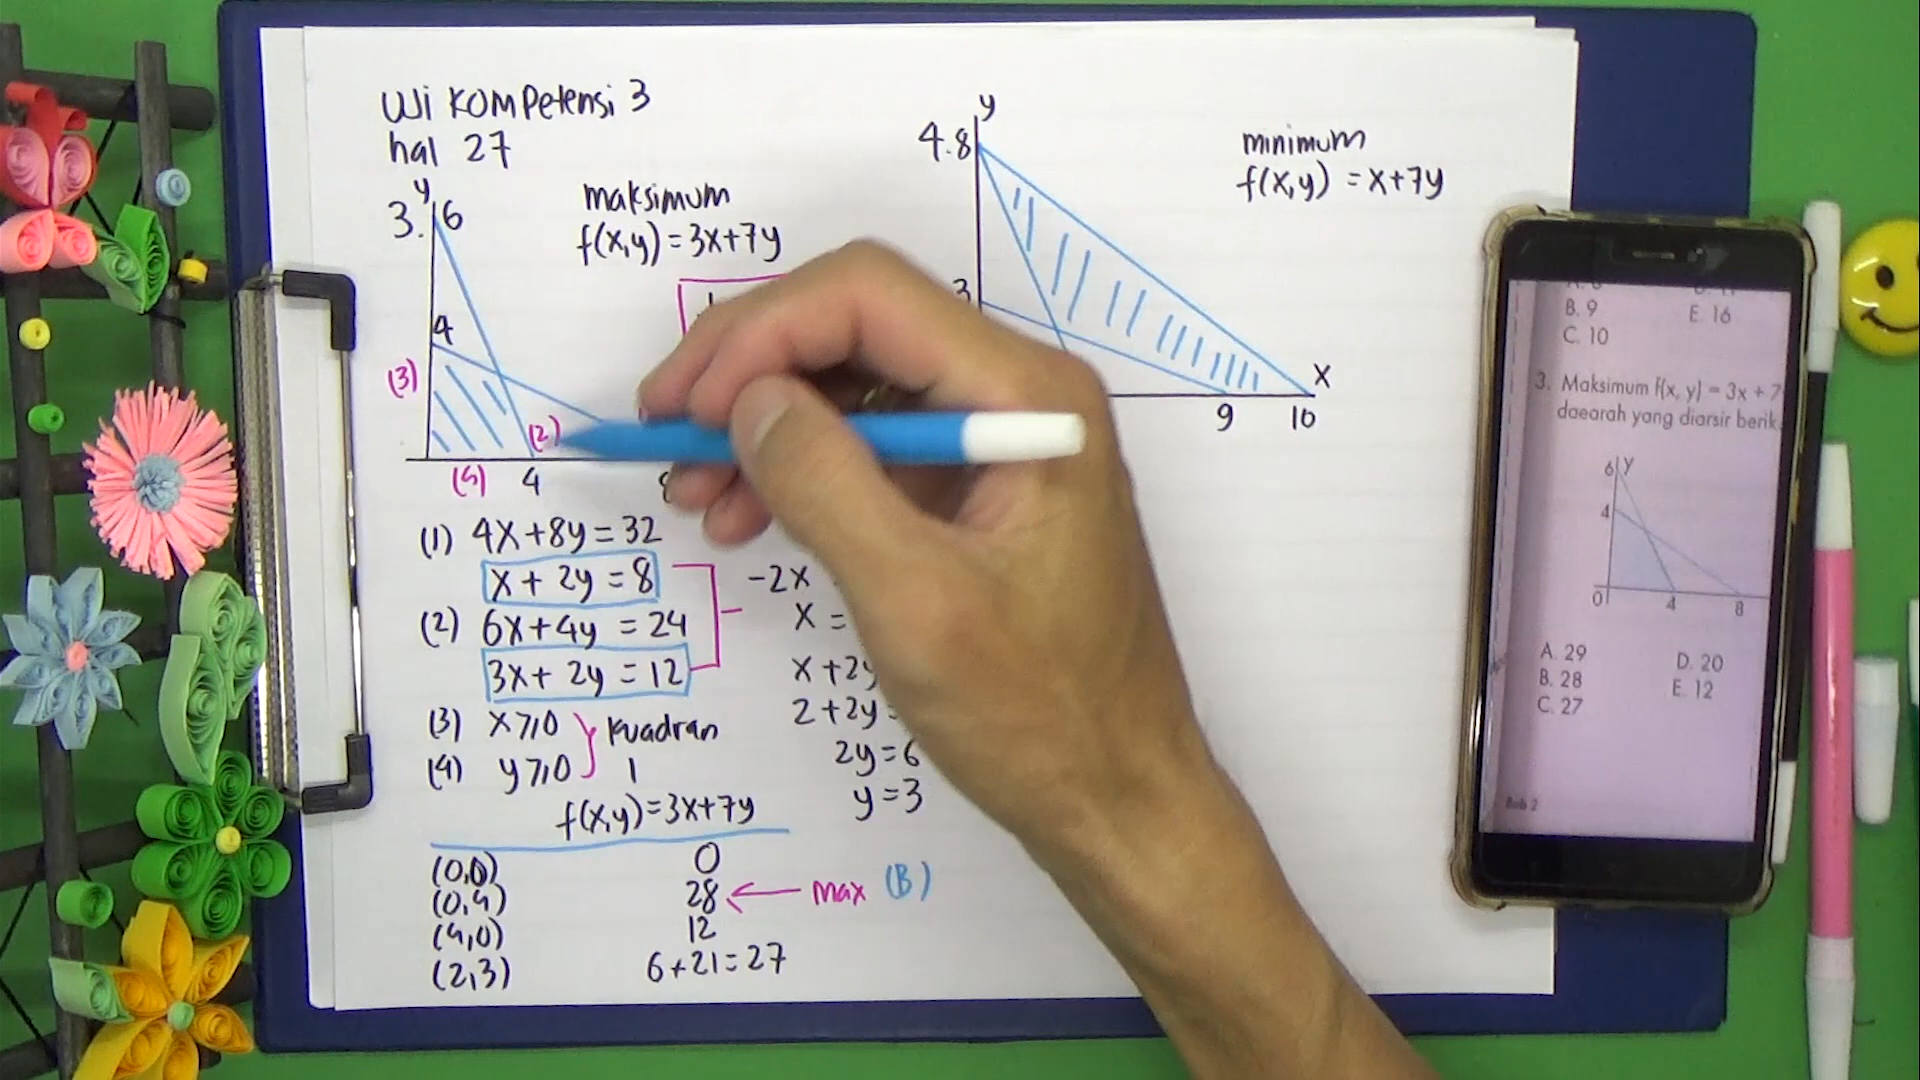 Uji Kompetensi 3
hal 27
3.
y
6
4
(3)
(2)
(4)
4
maksimum
f(x,y) = 3x+7y
(1) 4x+8y = 32
x + 2y = 8
(2) 6x+4y = 24
3x + 2y = 12
(3) x ≥ 0
(4) y ≥ 0
kuadran
1
-2x
x =
x + 2y
2 + 2y =
2y = 6
y = 3
f(x,y) = 3x+7y
(0,0) 0
(0,4) 28 ← max (B)
(4,0) 12
(2,3) 6+21=27
4.
y
8
3
9
10
x
minimum
f(x,y) = x+7y
B. 9
E. 16
C. 10
3. Maksimum f(x, y) = 3x + 7
daearah yang diarsir berik
6
y
4
0
4
8
A. 29
D. 20
B. 28
E. 12
C. 27
Bab 2